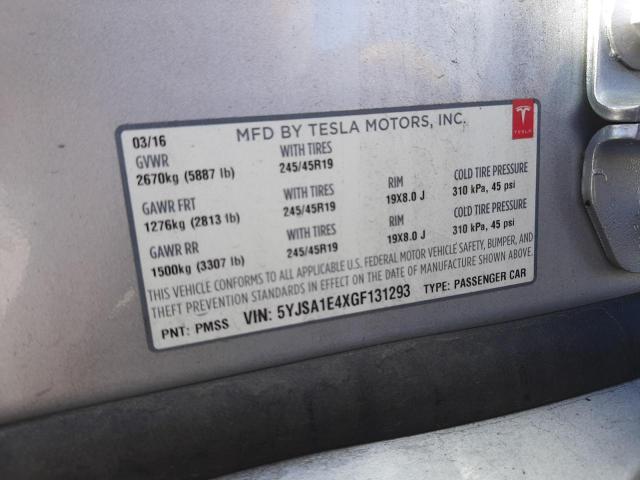 03/16 MFD BY TESLA MOTORS, INC.
TESLA
GVWR WITH TIRES
2670kg (5887 lb) 245/45R19
GAWR FRT WITH TIRES RIM COLD TIRE PRESSURE
1276kg (2813 lb) 245/45R19 19X8.0 J 310 kPa, 45 psi
GAWR RR WITH TIRES RIM COLD TIRE PRESSURE
1500kg (3307 lb) 245/45R19 19X8.0 J 310 kPa, 45 psi
THIS VEHICLE CONFORMS TO ALL APPLICABLE U.S. FEDERAL MOTOR VEHICLE SAFETY, BUMPER, AND
THEFT PREVENTION STANDARDS IN EFFECT ON THE DATE OF MANUFACTURE SHOWN ABOVE.
PNT: PMSS VIN: 5YJSA1E4XGF131293 TYPE: PASSENGER CAR